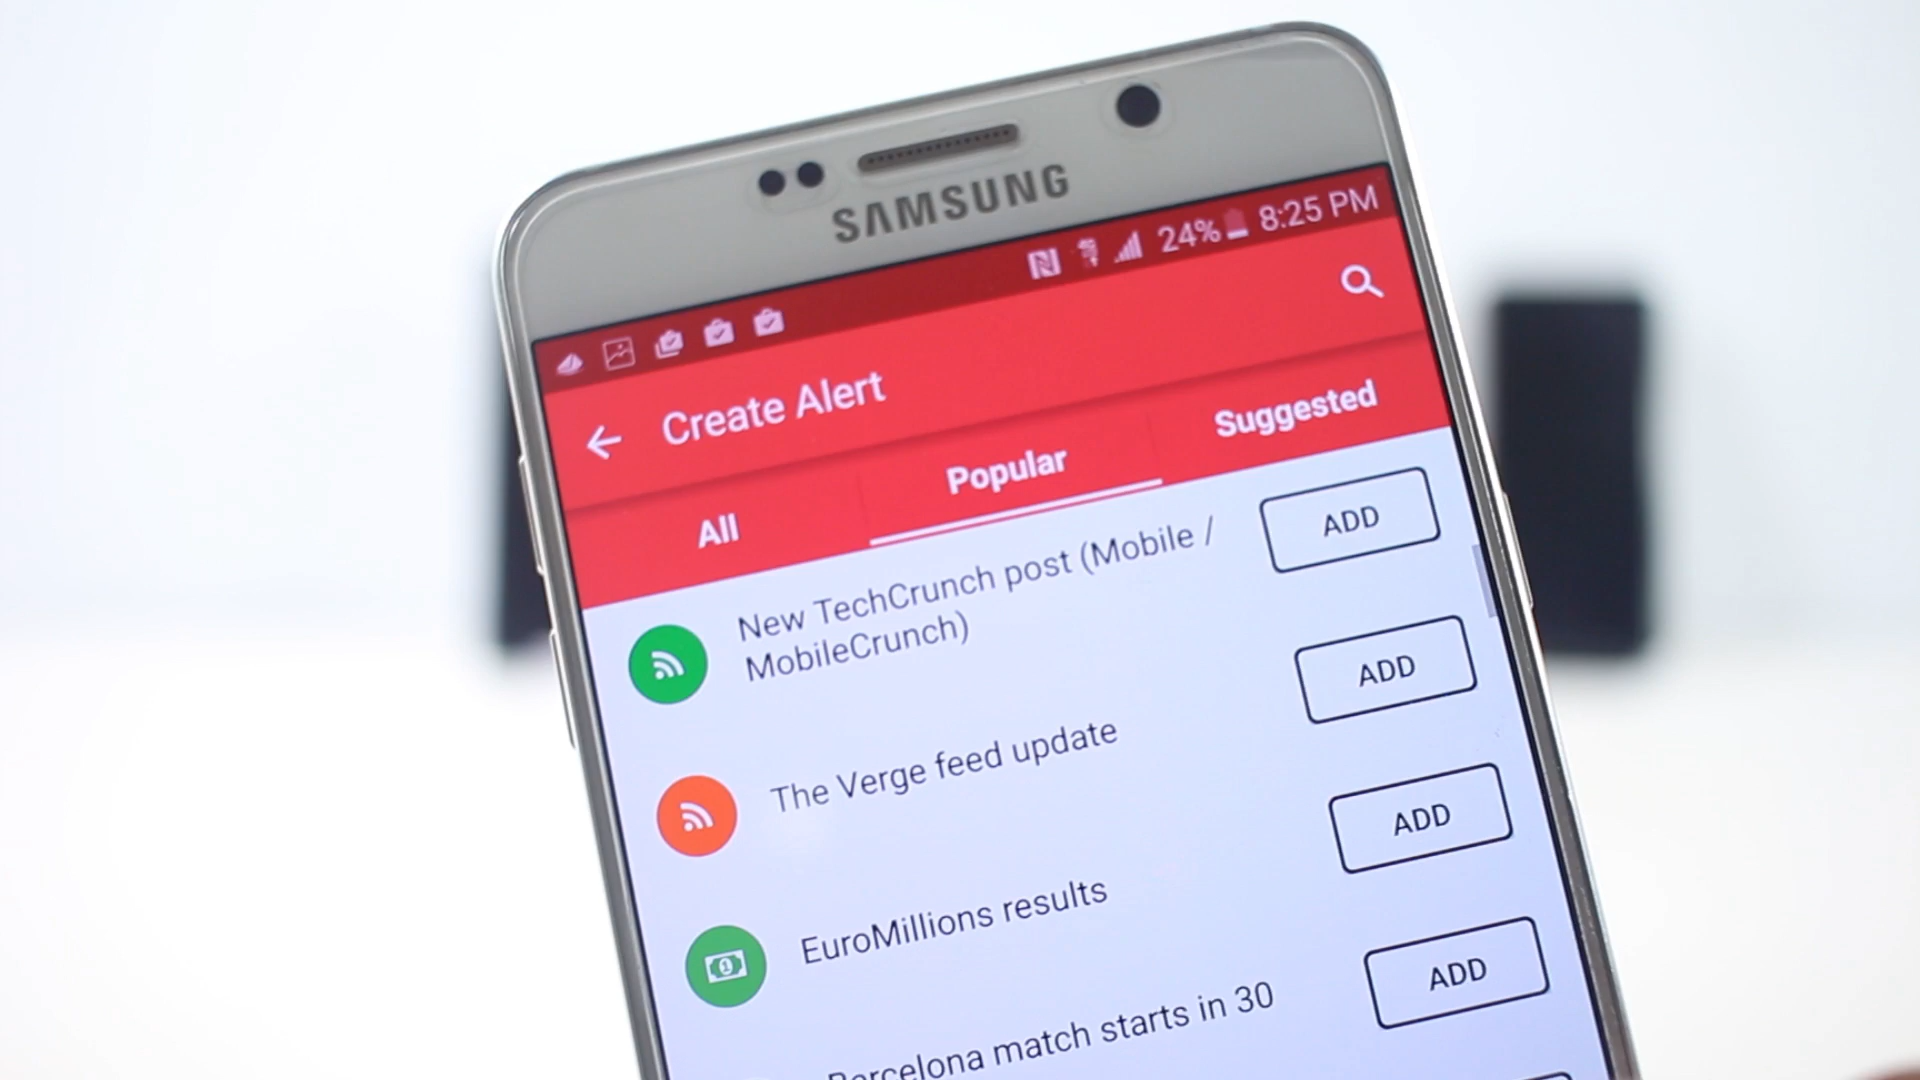 SAMSUNG
24% 8:25 PM
Create Alert
All
Popular
Suggested
New TechCrunch post (Mobile /
MobileCrunch)
ADD
The Verge feed update
ADD
EuroMillions results
ADD
Barcelona match starts in 30
ADD